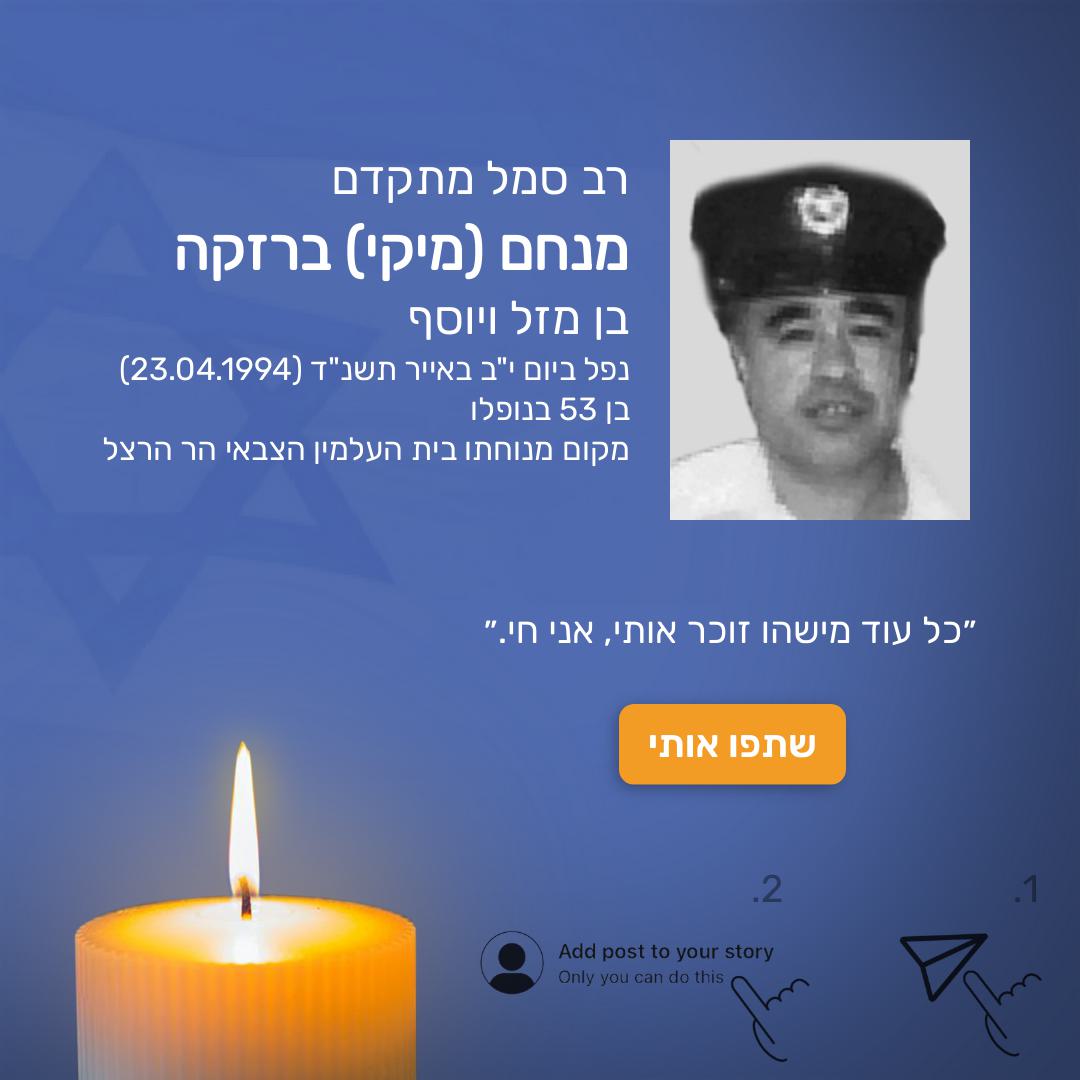 רב סמל מתקדם
מנחם (מיקי) ברזקה
בן מזל ויוסף
נפל ביום י"ב באייר תשנ"ד (23.04.1994)
בן 53 בנופלו
מקום מנוחתו בית העלמין הצבאי הר הרצל
״כל עוד מישהו זוכר אותי, אני חי.״
שתפו אותי
.1
.2
Add post to your story
Only you can do this